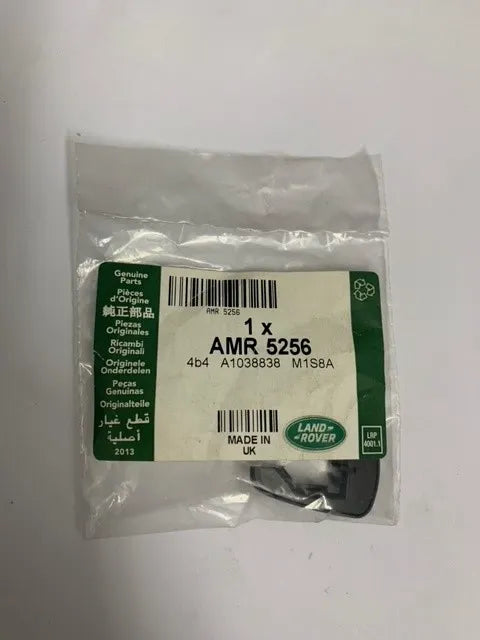 Genuine
Parts
Pièces
d'Origine
純正部品
Piezas
Originales
Ricambi
Originali
Originele
Onderdelen
Peças
Genuinas
Originalteile
قطع غيار
أصلية
2013
AMR 5256
1 x
AMR 5256
4b4 A1038838 M1S8A
MADE IN
UK
LAND
ROVER
LRP
4001.1